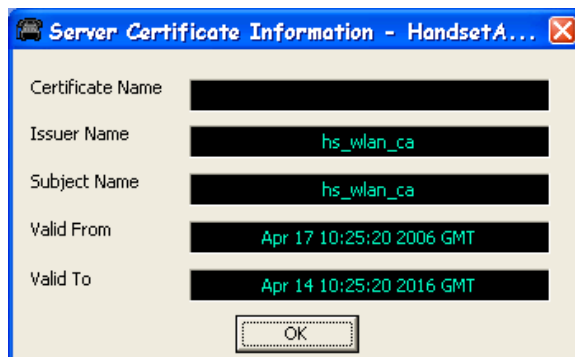 Server Certificate Information - HandsetA...
Certificate Name
Issuer Name hs_wlan_ca
Subject Name hs_wlan_ca
Valid From Apr 17 10:25:20 2006 GMT
Valid To Apr 14 10:25:20 2016 GMT
OK